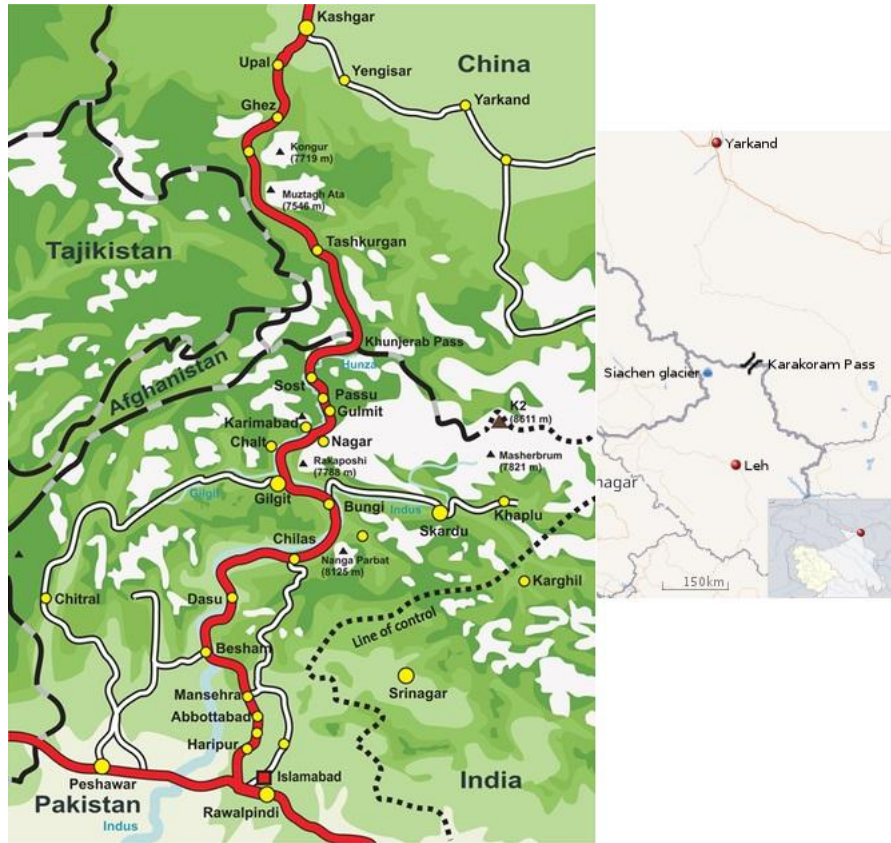 Kashgar
China
Upal
Yengisar
Yarkand
Ghez
Kongur
(7719 m)
Muztagh Ata
(7546 m)
Tajikistan
Tashkurgan
Khunjerab Pass
Hunza
Afghanistan
Sost
Passu
Gulmit
K2
(8611 m)
Karimabad
Chalt
Nagar
Rakaposhi
(7788 m)
Masherbrum
(7821 m)
Gilgit
Gilgit
Bungi
Indus
Skardu
Khaplu
Chilas
Nanga Parbat
(8125 m)
Karghil
Chitral
Dasu
Line of control
Besham
Srinagar
Mansehra
Abbottabad
Haripur
Islamabad
India
Peshawar
Pakistan
Rawalpindi
Indus
Yarkand
Siachen glacier
Karakoram Pass
Leh
nagar
150km